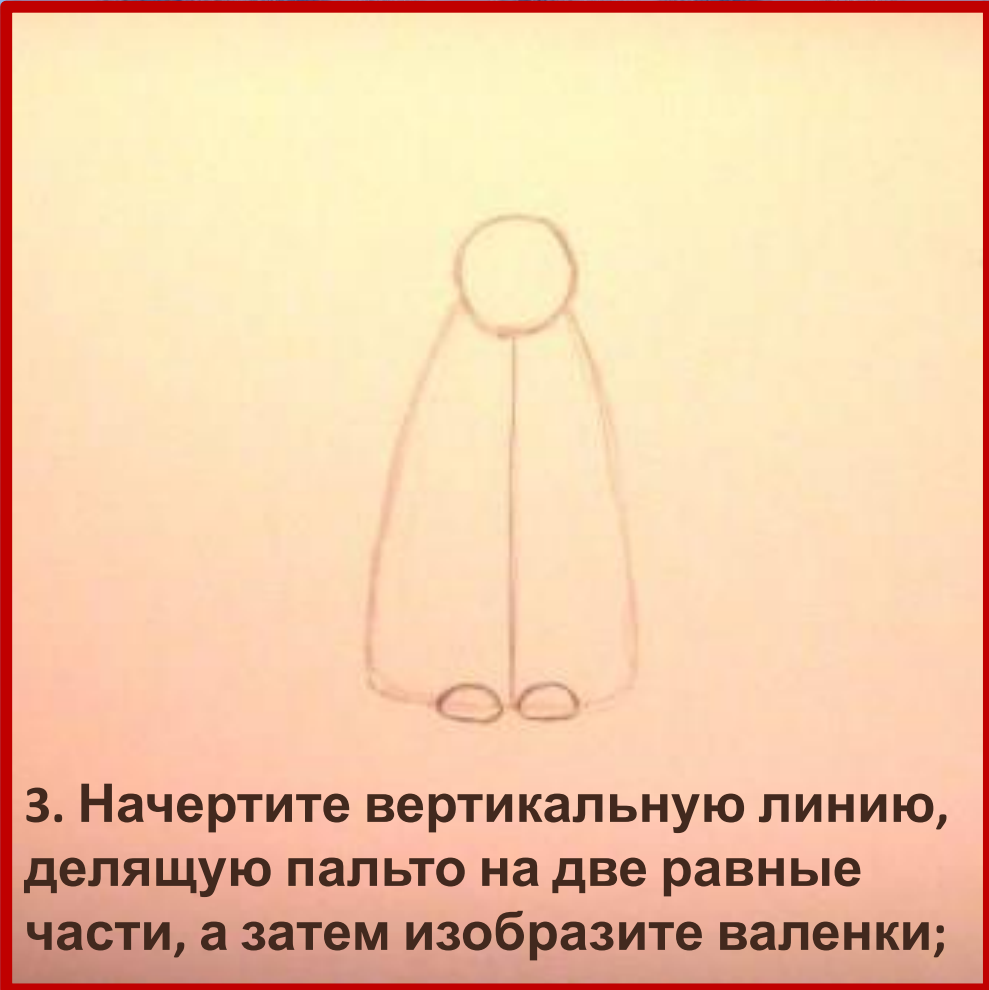 3. Начертите вертикальную линию,
делящую пальто на две равные
части, а затем изобразите валенки;